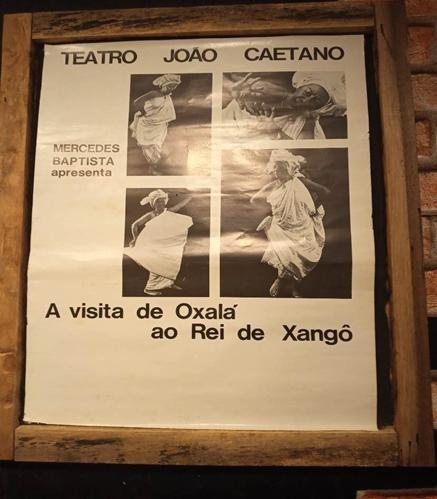 TEATRO JOÃO CAETANO
MERCEDES
BAPTISTA
apresenta
A visita de Oxalá
ao Rei de Xangô